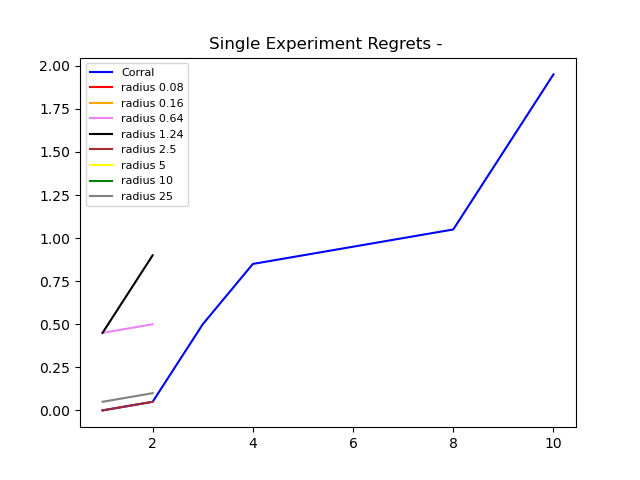 Single Experiment Regrets -
2.00
1.75
1.50
1.25
1.00
0.75
0.50
0.25
0.00
Corral
radius 0.08
radius 0.16
radius 0.64
radius 1.24
radius 2.5
radius 5
radius 10
radius 25
2 4 6 8 10